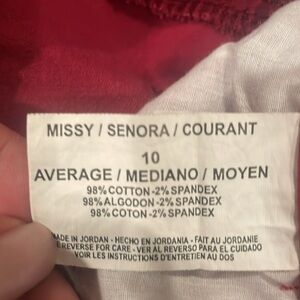 MISSY / SENORA / COURANT
10
AVERAGE / MEDIANO / MOYEN
98% COTTON -2% SPANDEX
98% ALGODON -2% SPANDEX
98% COTON -2% SPANDEX
MADE IN JORDAN - HECHO EN JORDANIA - FAIT AU JORDANIE
REVERSE FOR CARE - VER AL REVERSO PARA EL CUIDADO
VOIR LES INSTRUCTIONS D'ENTRETIEN AU DOS